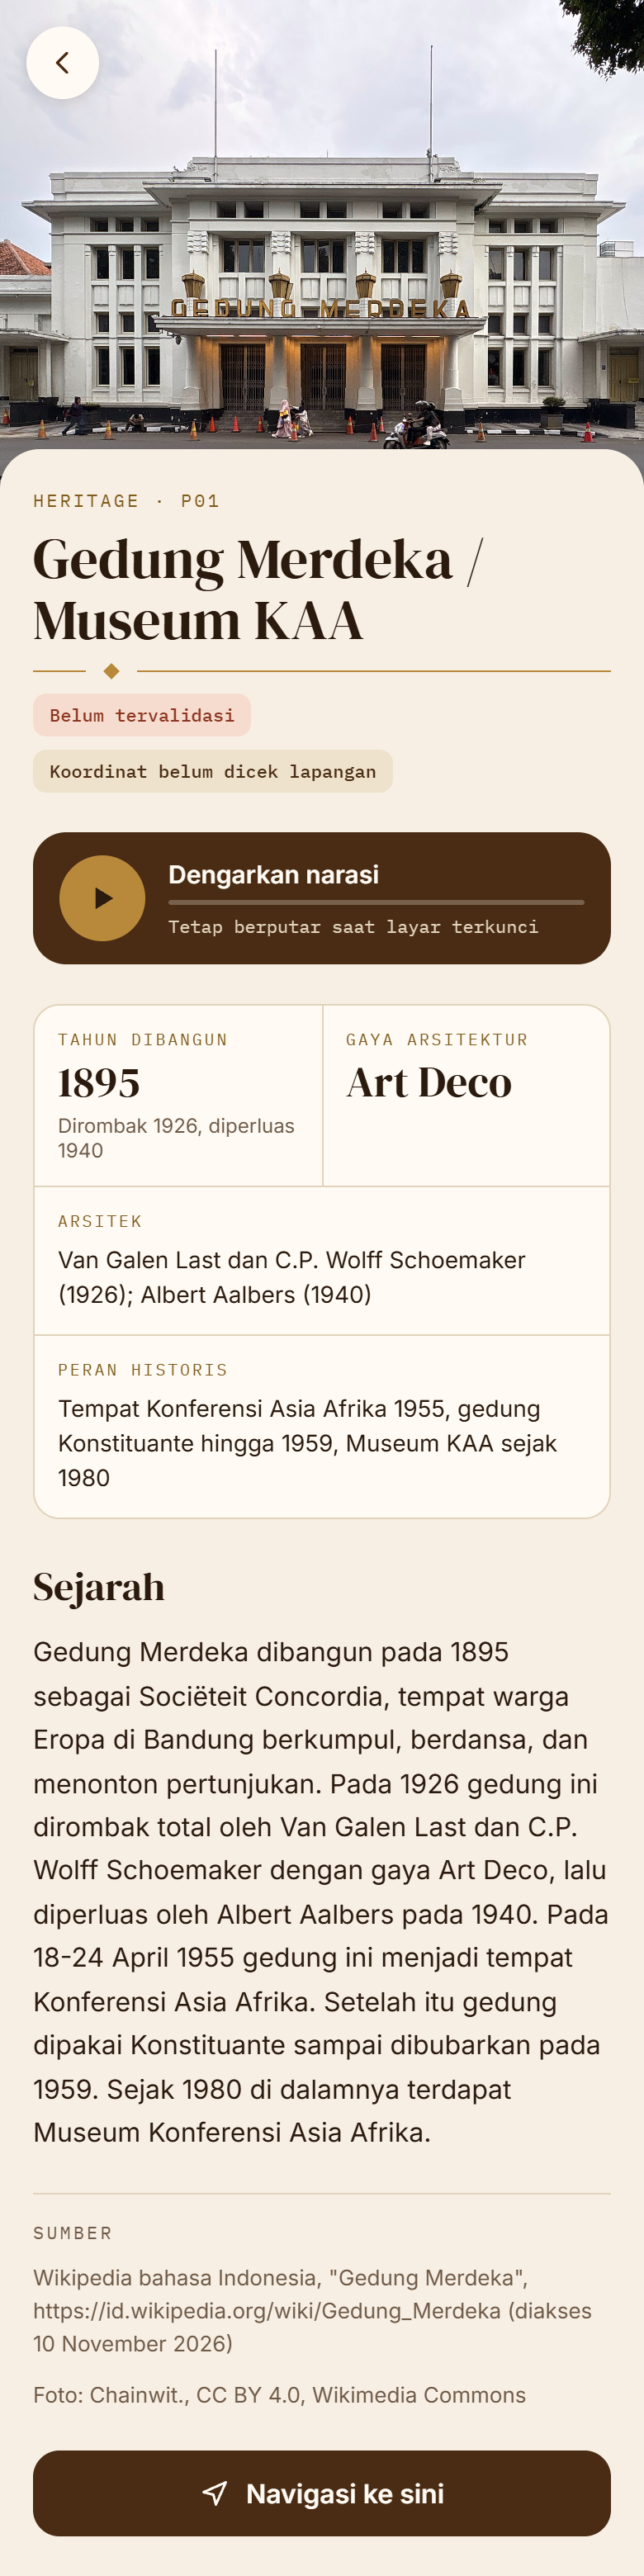 GEDUNG MERDEKA
HERITAGE · P01
Gedung Merdeka /
Museum KAA
Belum tervalidasi
Koordinat belum dicek lapangan
Dengarkan narasi
Tetap berputar saat layar terkunci
TAHUN DIBANGUN
1895
Dirombak 1926, diperluas
1940
GAYA ARSITEKTUR
Art Deco
ARSITEK
Van Galen Last dan C.P. Wolff Schoemaker
(1926); Albert Aalbers (1940)
PERAN HISTORIS
Tempat Konferensi Asia Afrika 1955, gedung
Konstituante hingga 1959, Museum KAA sejak
1980
Sejarah
Gedung Merdeka dibangun pada 1895
sebagai Sociëteit Concordia, tempat warga
Eropa di Bandung berkumpul, berdansa, dan
menonton pertunjukan. Pada 1926 gedung ini
dirombak total oleh Van Galen Last dan C.P.
Wolff Schoemaker dengan gaya Art Deco, lalu
diperluas oleh Albert Aalbers pada 1940. Pada
18-24 April 1955 gedung ini menjadi tempat
Konferensi Asia Afrika. Setelah itu gedung
dipakai Konstituante sampai dibubarkan pada
1959. Sejak 1980 di dalamnya terdapat
Museum Konferensi Asia Afrika.
SUMBER
Wikipedia bahasa Indonesia, "Gedung Merdeka",
https://id.wikipedia.org/wiki/Gedung_Merdeka (diakses
10 November 2026)
Foto: Chainwit., CC BY 4.0, Wikimedia Commons
Navigasi ke sini